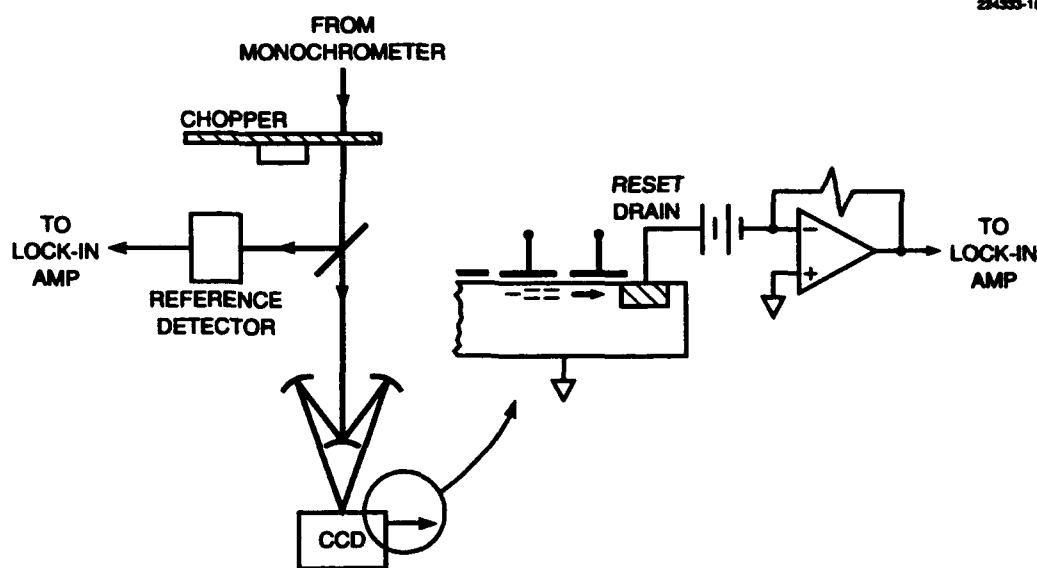 FROM
MONOCHROMETER
CHOPPER
TO
LOCK-IN
AMP
REFERENCE
DETECTOR
RESET
DRAIN
TO
LOCK-IN
AMP
CCD